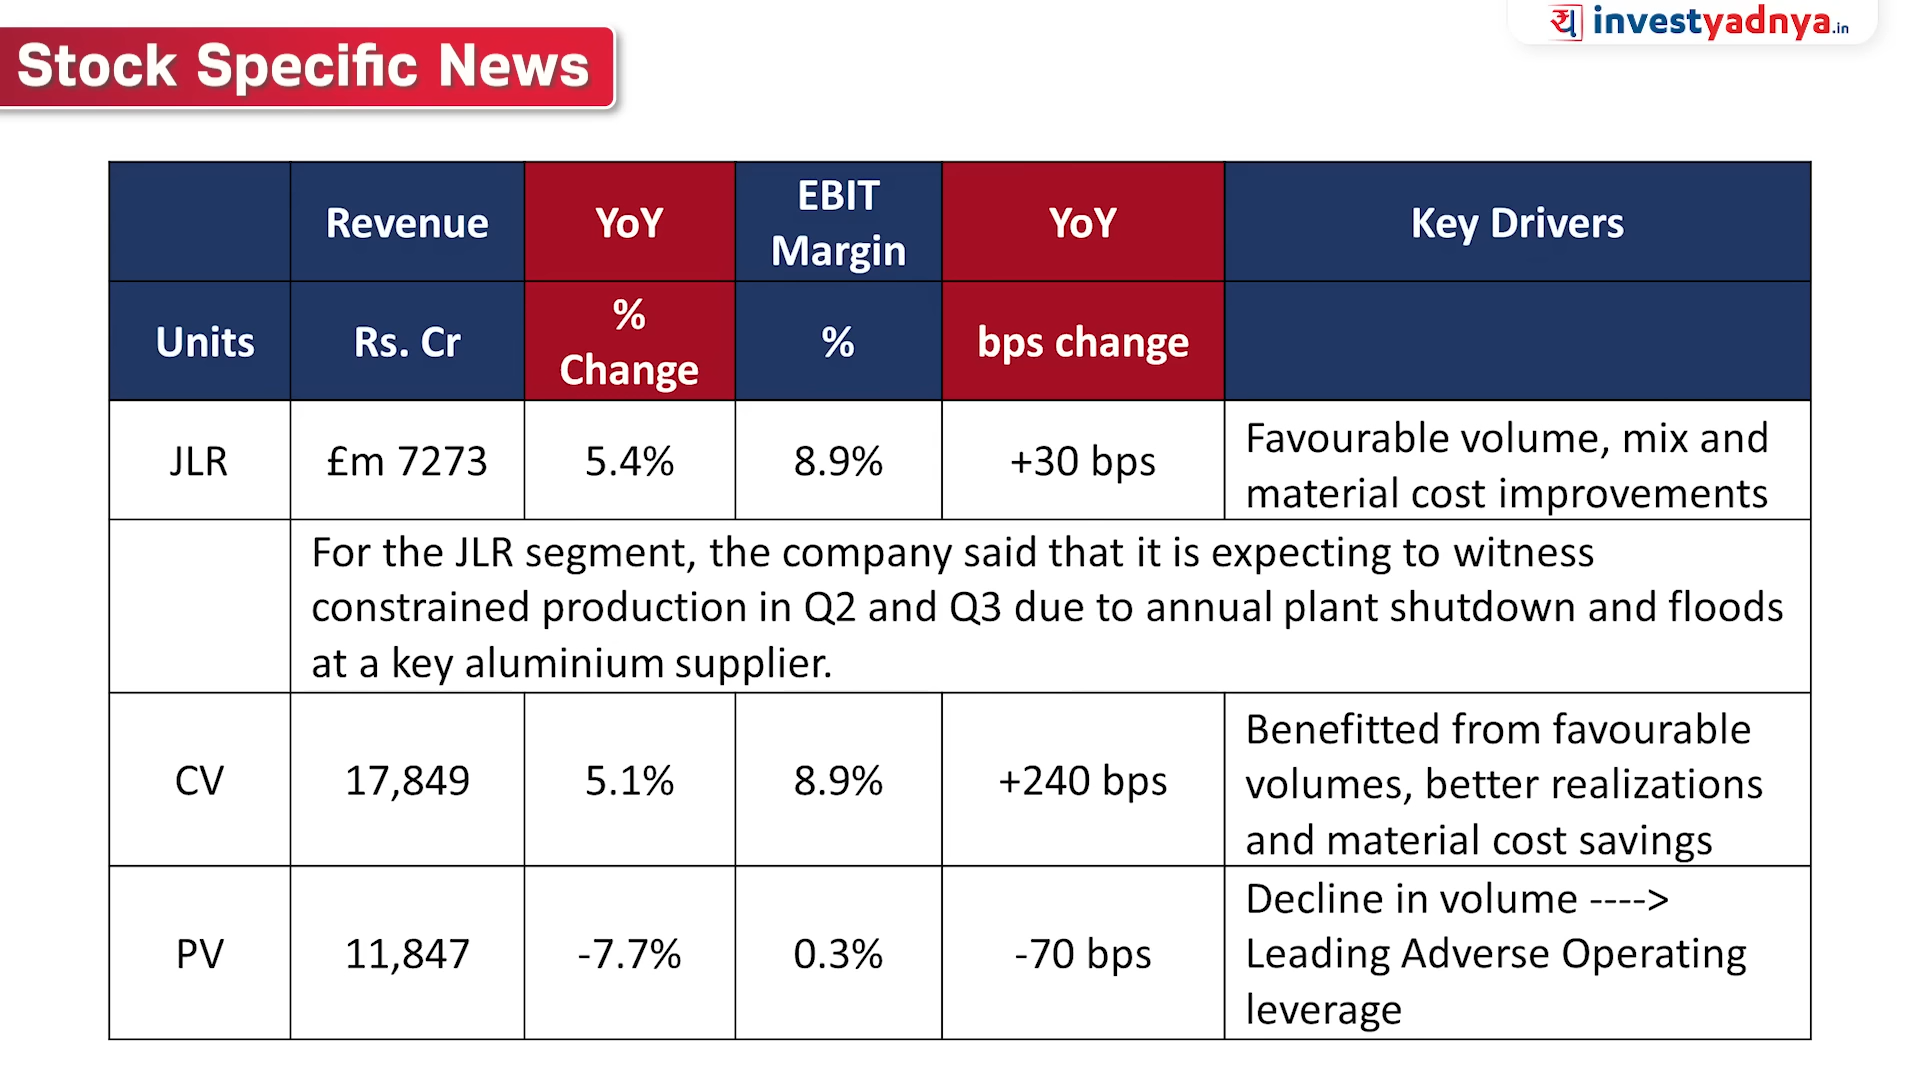 Stock Specific News
investyadnya.in
Revenue
YoY
EBIT
Margin
YoY
Key Drivers
Units
Rs. Cr
%
Change
%
bps change
JLR
£m 7273
5.4%
8.9%
+30 bps
Favourable volume, mix and
material cost improvements
For the JLR segment, the company said that it is expecting to witness
constrained production in Q2 and Q3 due to annual plant shutdown and floods
at a key aluminium supplier.
CV
17,849
5.1%
8.9%
+240 bps
Benefitted from favourable
volumes, better realizations
and material cost savings
PV
11,847
-7.7%
0.3%
-70 bps
Decline in volume ---->
Leading Adverse Operating
leverage